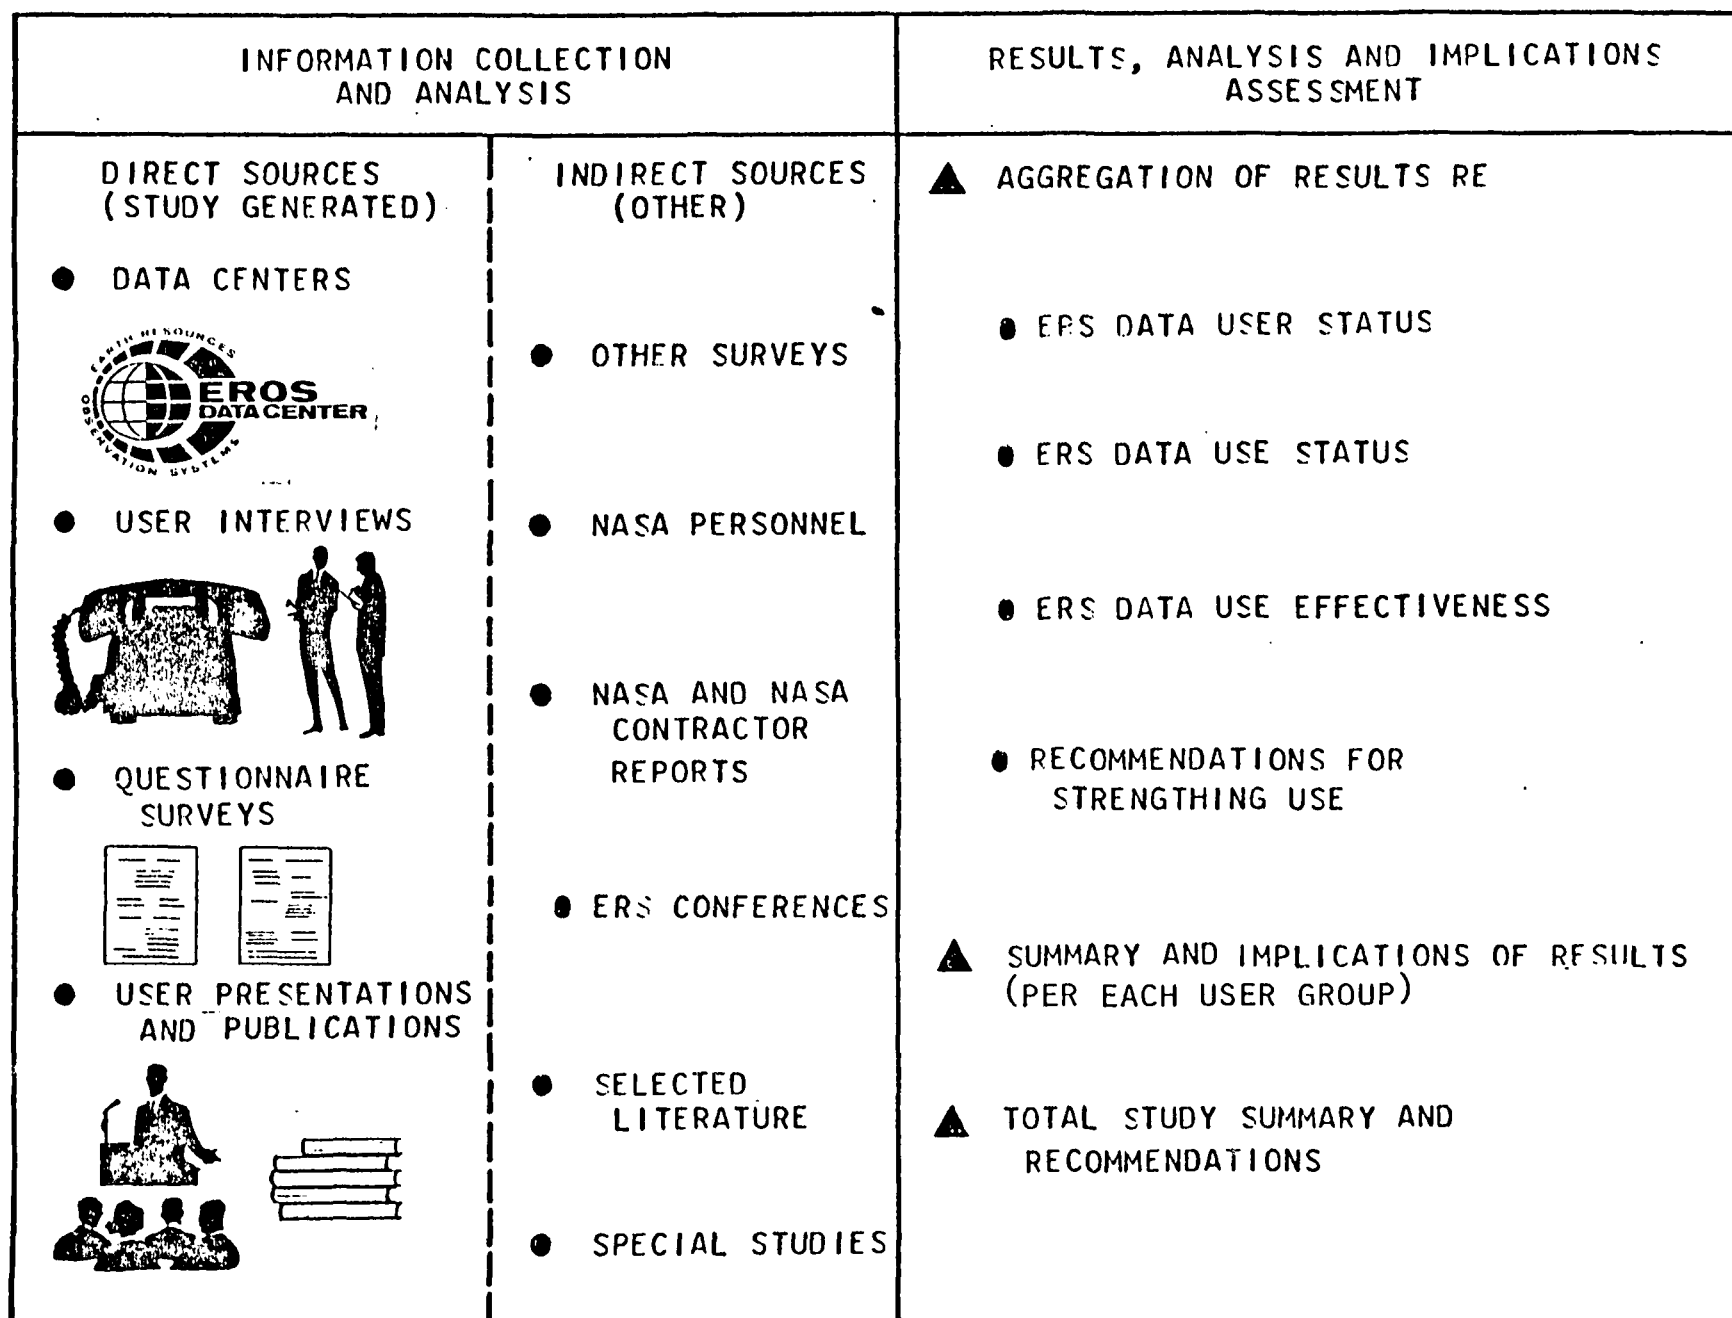 INFORMATION COLLECTION
AND ANALYSIS
RESULTS, ANALYSIS AND IMPLICATIONS
ASSESSMENT
DIRECT SOURCES
(STUDY GENERATED)
● DATA CENTERS
EARTH RESOURCES
OBSERVATION SYSTEMS
EROS
DATA CENTER
● USER INTERVIEWS
● QUESTIONNAIRE
SURVEYS
● USER PRESENTATIONS
AND PUBLICATIONS
INDIRECT SOURCES
(OTHER)
● OTHER SURVEYS
● NASA PERSONNEL
● NASA AND NASA
CONTRACTOR
REPORTS
● ERS CONFERENCES
● SELECTED
LITERATURE
● SPECIAL STUDIES
▲ AGGREGATION OF RESULTS RE
● ERS DATA USER STATUS
● ERS DATA USE STATUS
● ERS DATA USE EFFECTIVENESS
● RECOMMENDATIONS FOR
STRENGTHING USE
▲ SUMMARY AND IMPLICATIONS OF RESULTS
(PER EACH USER GROUP)
▲ TOTAL STUDY SUMMARY AND
RECOMMENDATIONS